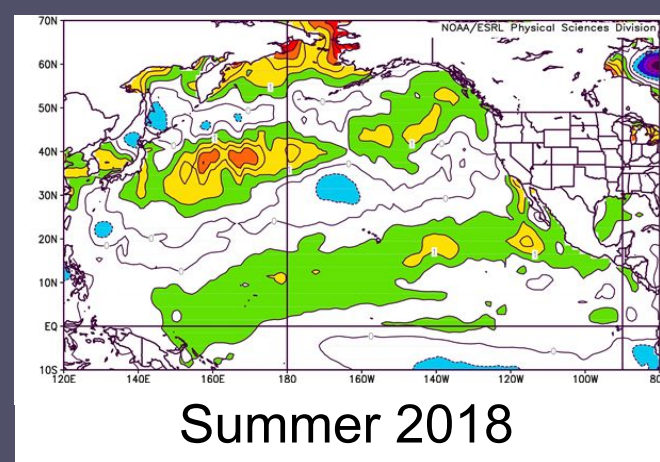 NOAA/ESRL Physical Sciences Division
70N
60N
50N
40N
30N
20N
10N
EQ
10S
120E 140E 160E 180 160W 140W 120W 100W 80
Summer 2018